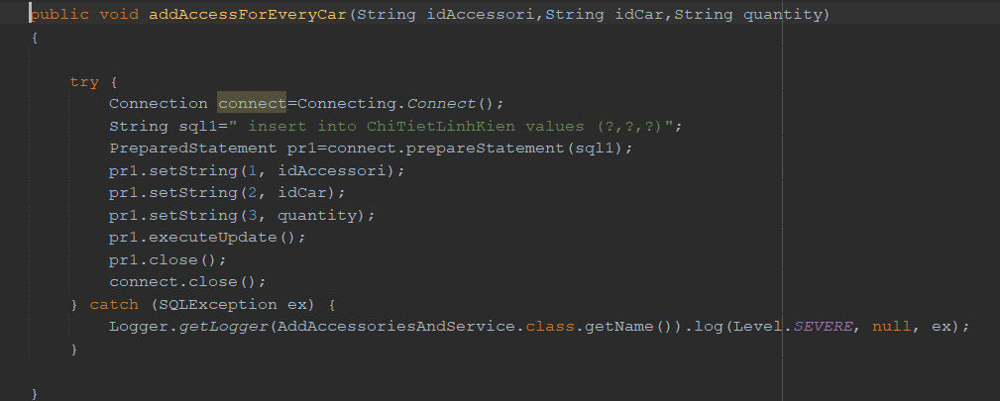 public void addAccessForEveryCar(String idAccessori,String idCar,String quantity)
{
try {
Connection connect=Connecting.Connect();
String sql1=" insert into ChiTietLinhKien values (?,?,?)";
PreparedStatement pr1=connect.prepareStatement(sql1);
pr1.setString(1, idAccessori);
pr1.setString(2, idCar);
pr1.setString(3, quantity);
pr1.executeUpdate();
pr1.close();
connect.close();
} catch (SQLException ex) {
Logger.getLogger(AddAccessoriesAndService.class.getName()).log(Level.SEVERE, null, ex);
}
}